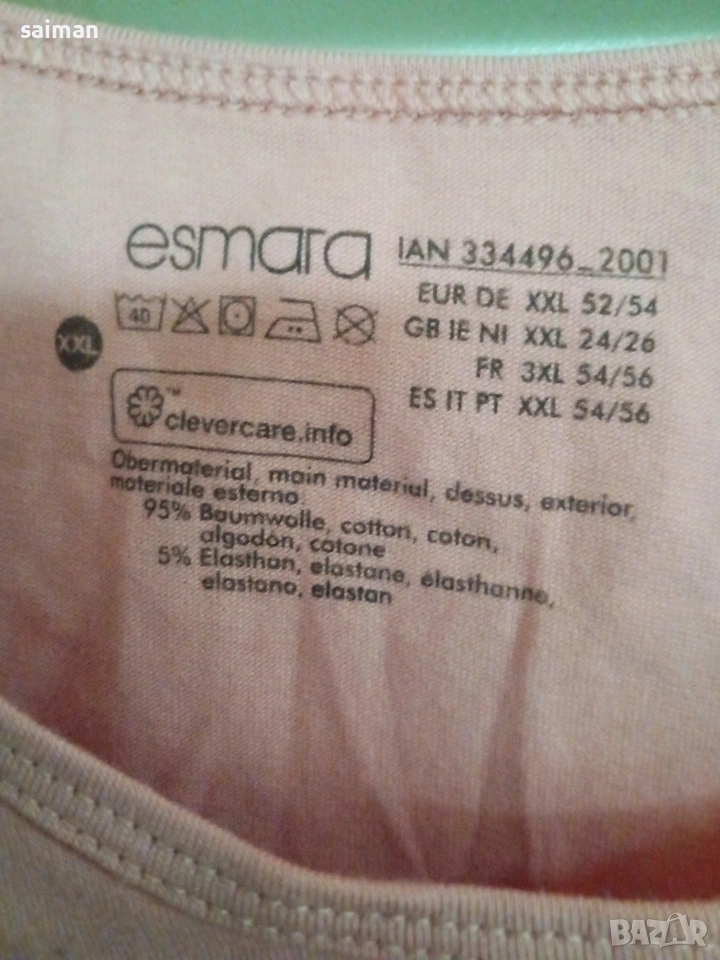 saiman
esmara
IAN 334496_2001
EUR DE XXL 52/54
GB IE NI XXL 24/26
FR 3XL 54/56
ES IT PT XXL 54/56
40
XXL
clevercare.info™
Obermaterial, main material, dessus, exterior,
materiale esterno
95% Baumwolle, cotton, coton,
algodón, cotone
5% Elasthan, elastane, élasthanne,
elastano, elastan
BAZAR